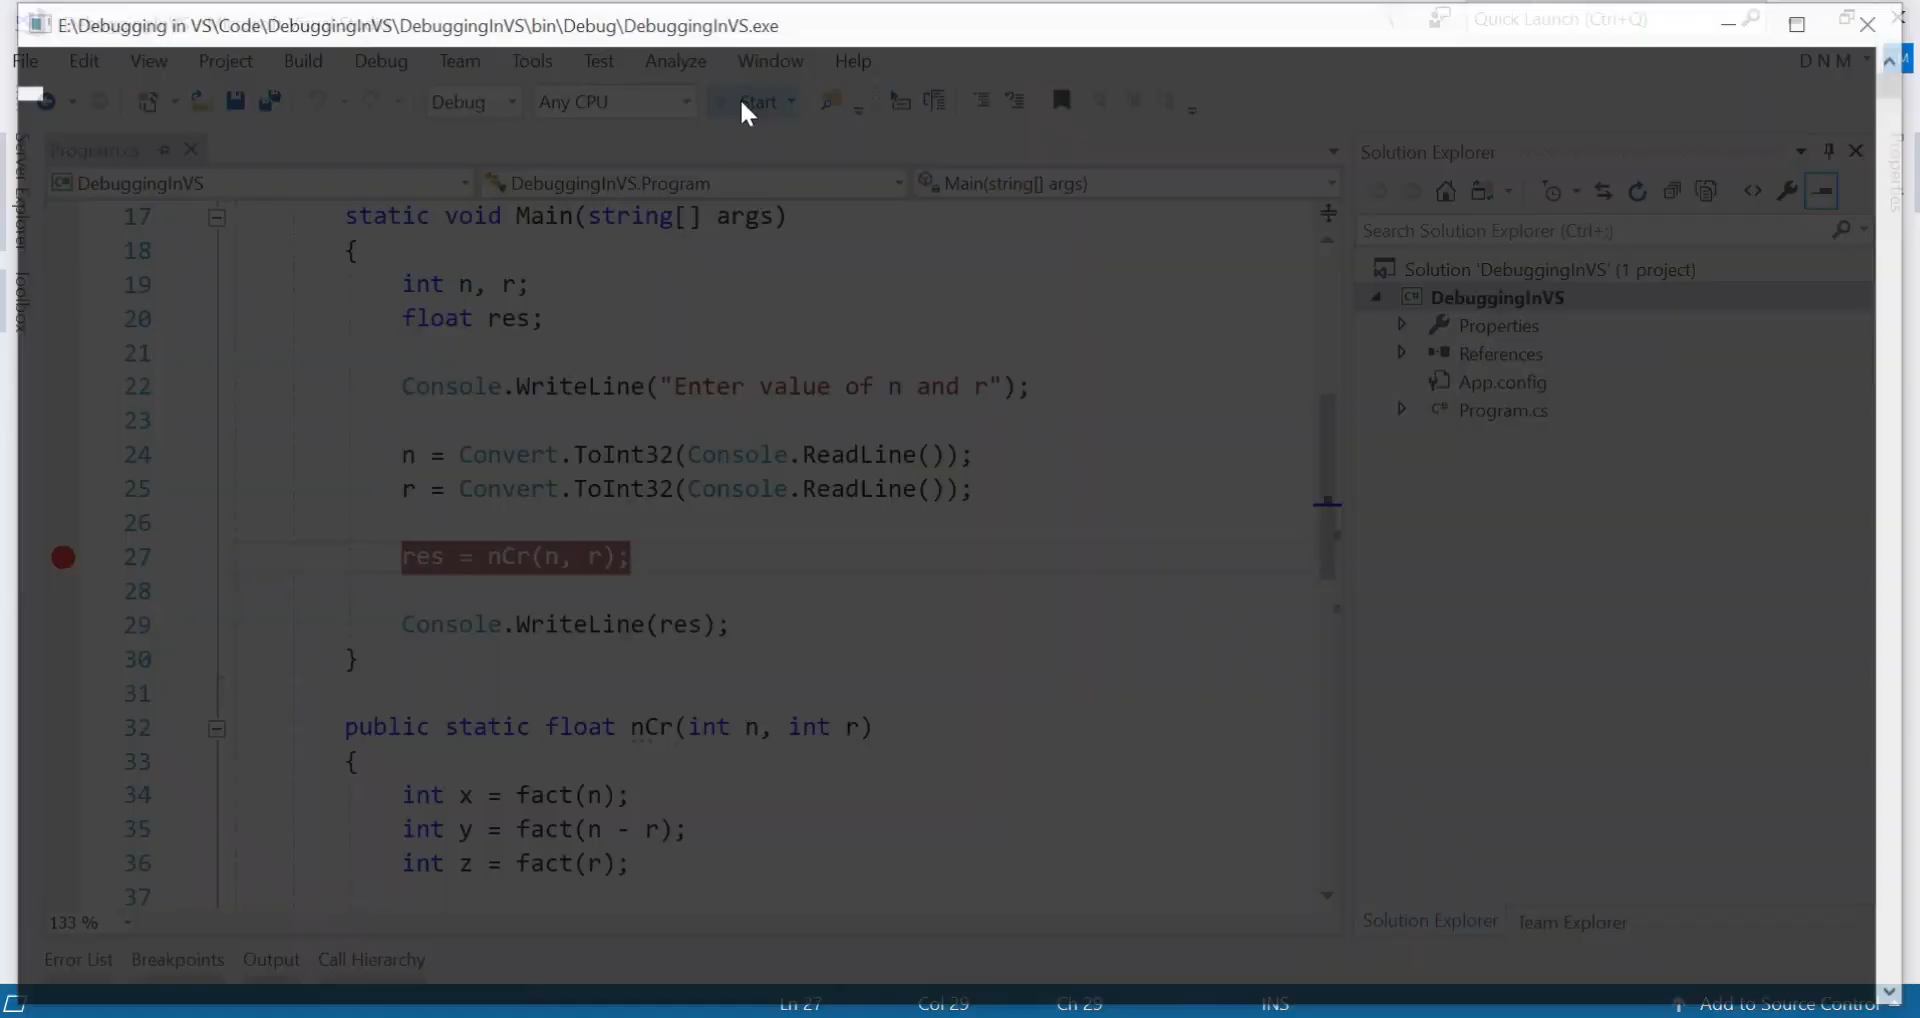 E:\Debugging in VS\Code\DebuggingInVS\DebuggingInVS\bin\Debug\DebuggingInVS.exe
Quick Launch (Ctrl+Q)
File Edit View Project Build Debug Team Tools Test Analyze Window Help
D N M
Debug Any CPU Start
Program.cs
DebuggingInVS DebuggingInVS.Program Main(string[] args)
17 static void Main(string[] args)
18 {
19 int n, r;
20 float res;
21
22 Console.WriteLine("Enter value of n and r");
23
24 n = Convert.ToInt32(Console.ReadLine());
25 r = Convert.ToInt32(Console.ReadLine());
26
27 res = nCr(n, r);
28
29 Console.WriteLine(res);
30 }
31
32 public static float nCr(int n, int r)
33 {
34 int x = fact(n);
35 int y = fact(n - r);
36 int z = fact(r);
37
133 %
Server Explorer
Toolbox
Solution Explorer
Search Solution Explorer (Ctrl+;)
Solution 'DebuggingInVS' (1 project)
C# DebuggingInVS
Properties
References
App.config
C# Program.cs
Solution Explorer Team Explorer
Properties
Error List Breakpoints Output Call Hierarchy
Ln 27 Col 29 Ch 29 INS
Add to Source Control